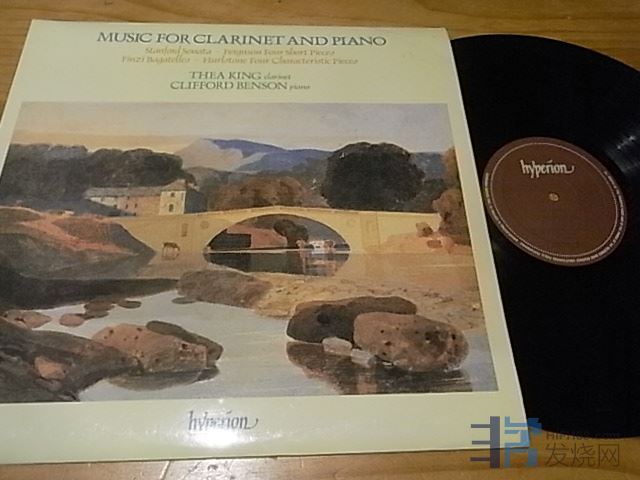 MUSIC FOR CLARINET AND PIANO
Stanford Sonata - Ferguson Four Short Pieces
Finzi Bagatelles - Hurlstone Four Characteristic Pieces
THEA KING clarinet
CLIFFORD BENSON piano
hyperion
hyperion
发烧网